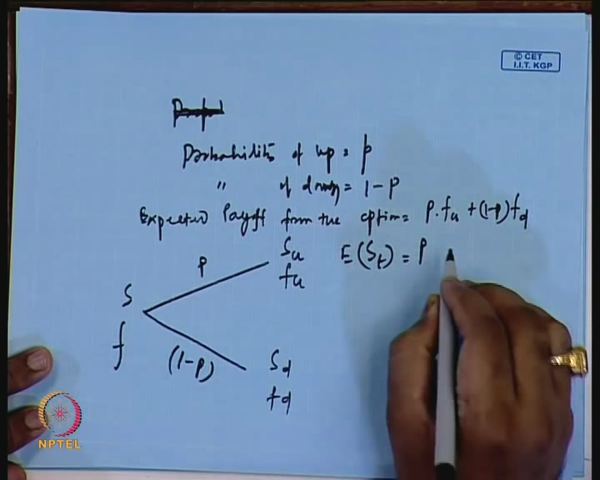 © CET
I.I.T. KGP
Probability of up = p
" of down = 1-p
Expected Payoff from the option = p.fu + (1-p)fd
p
Su
fu
E(St) = p
S
f
(1-p)
Sd
fd
NPTEL